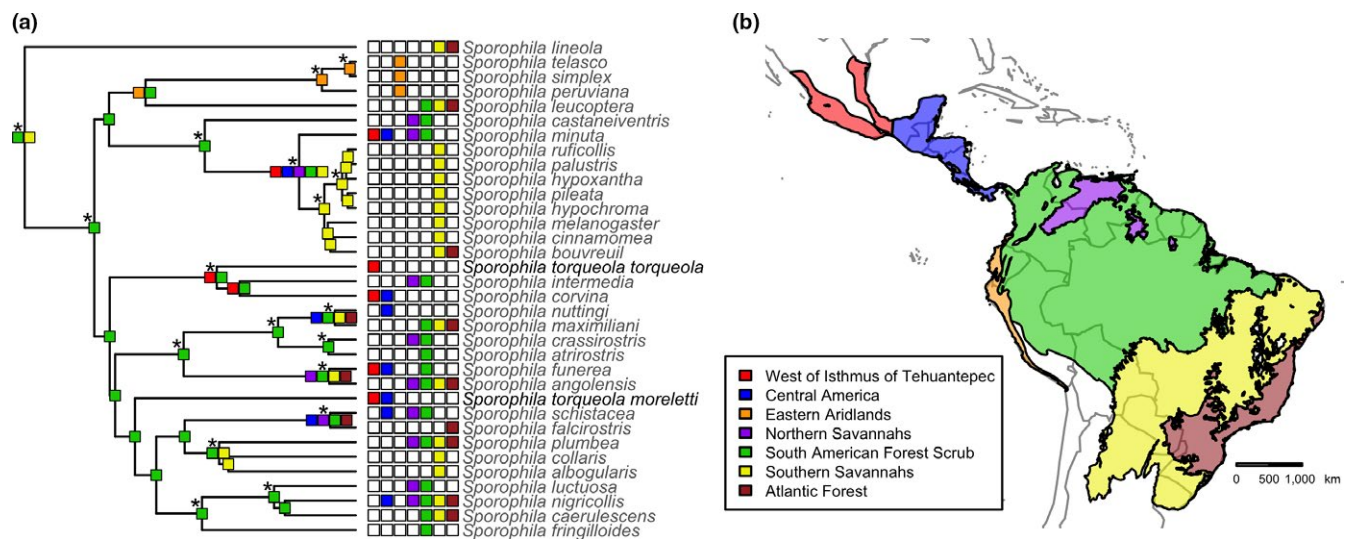 (a)
Sporophila lineola
Sporophila telasco
Sporophila simplex
Sporophila peruviana
Sporophila leucoptera
Sporophila castaneiventris
Sporophila minuta
Sporophila ruficollis
Sporophila palustris
Sporophila hypoxantha
Sporophila pileata
Sporophila hypochroma
Sporophila melanogaster
Sporophila cinnamomea
Sporophila bouvreuil
Sporophila torqueola torqueola
Sporophila intermedia
Sporophila corvina
Sporophila nuttingi
Sporophila maximiliani
Sporophila crassirostris
Sporophila atrirostris
Sporophila funerea
Sporophila angolensis
Sporophila torqueola moreletti
Sporophila schistacea
Sporophila falcirostris
Sporophila plumbea
Sporophila collaris
Sporophila albogularis
Sporophila luctuosa
Sporophila nigricollis
Sporophila caerulescens
Sporophila fringilloides
(b)
West of Isthmus of Tehuantepec
Central America
Eastern Aridlands
Northern Savannahs
South American Forest Scrub
Southern Savannahs
Atlantic Forest
0 500 1,000 km